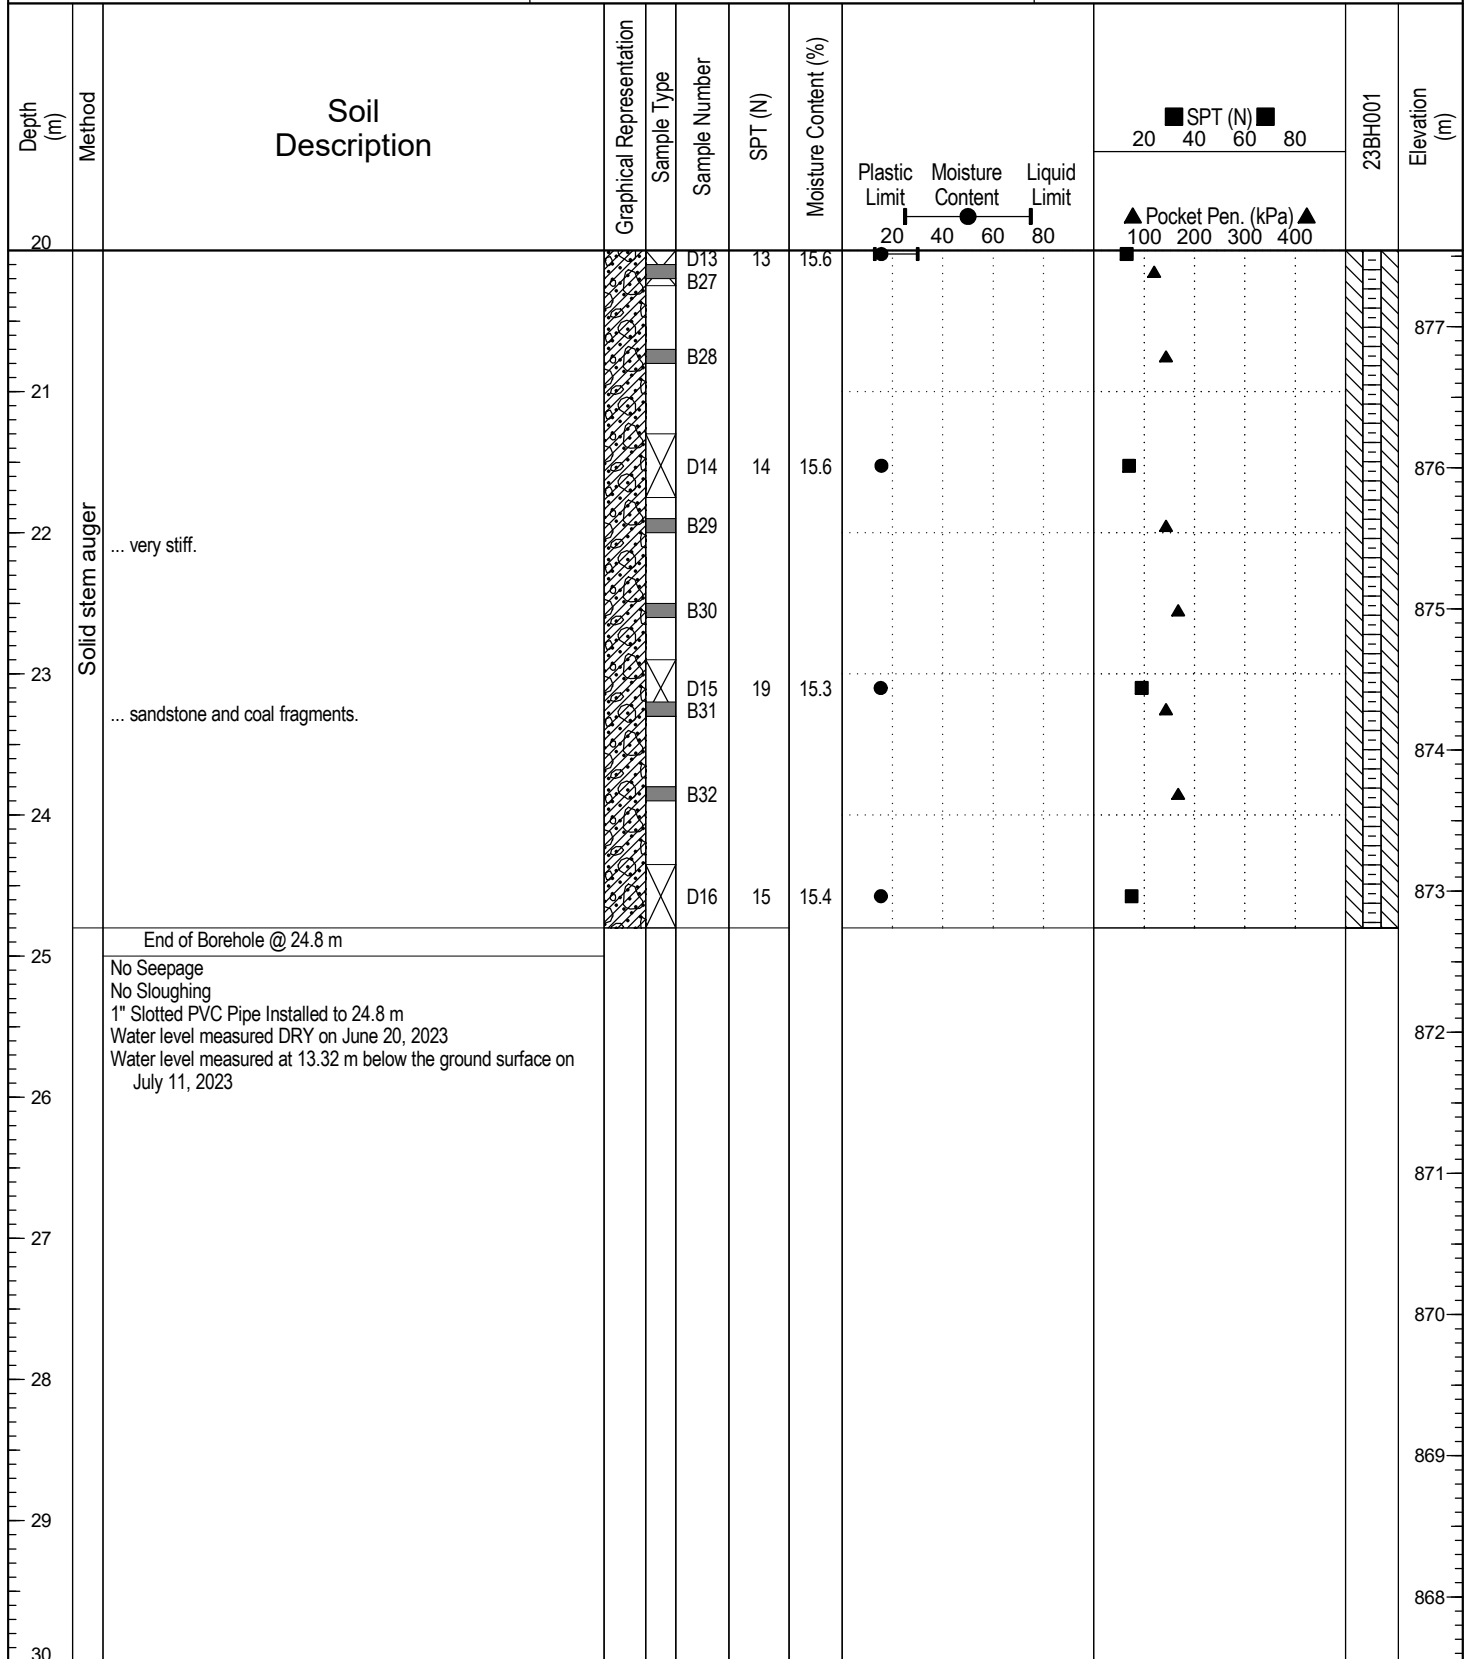 Depth
(m)
Method
Soil
Description
Graphical Representation
Sample Type
Sample Number
SPT (N)
Moisture Content (%)
Plastic Moisture Liquid
Limit Content Limit
20 40 60 80
■ SPT (N) ■
20 40 60 80
▲ Pocket Pen. (kPa) ▲
100 200 300 400
23BH001
Elevation
(m)
20
D13 13 15.6
B27
877
B28
21
D14 14 15.6 876
Solid stem auger
B29
22
... very stiff.
B30 875
23
D15 19 15.3
B31
... sandstone and coal fragments.
874
B32
24
D16 15 15.4 873
End of Borehole @ 24.8 m
25
No Seepage
No Sloughing
1" Slotted PVC Pipe Installed to 24.8 m
Water level measured DRY on June 20, 2023 872
Water level measured at 13.32 m below the ground surface on
July 11, 2023
26
871
27
870
28
869
29
868
30